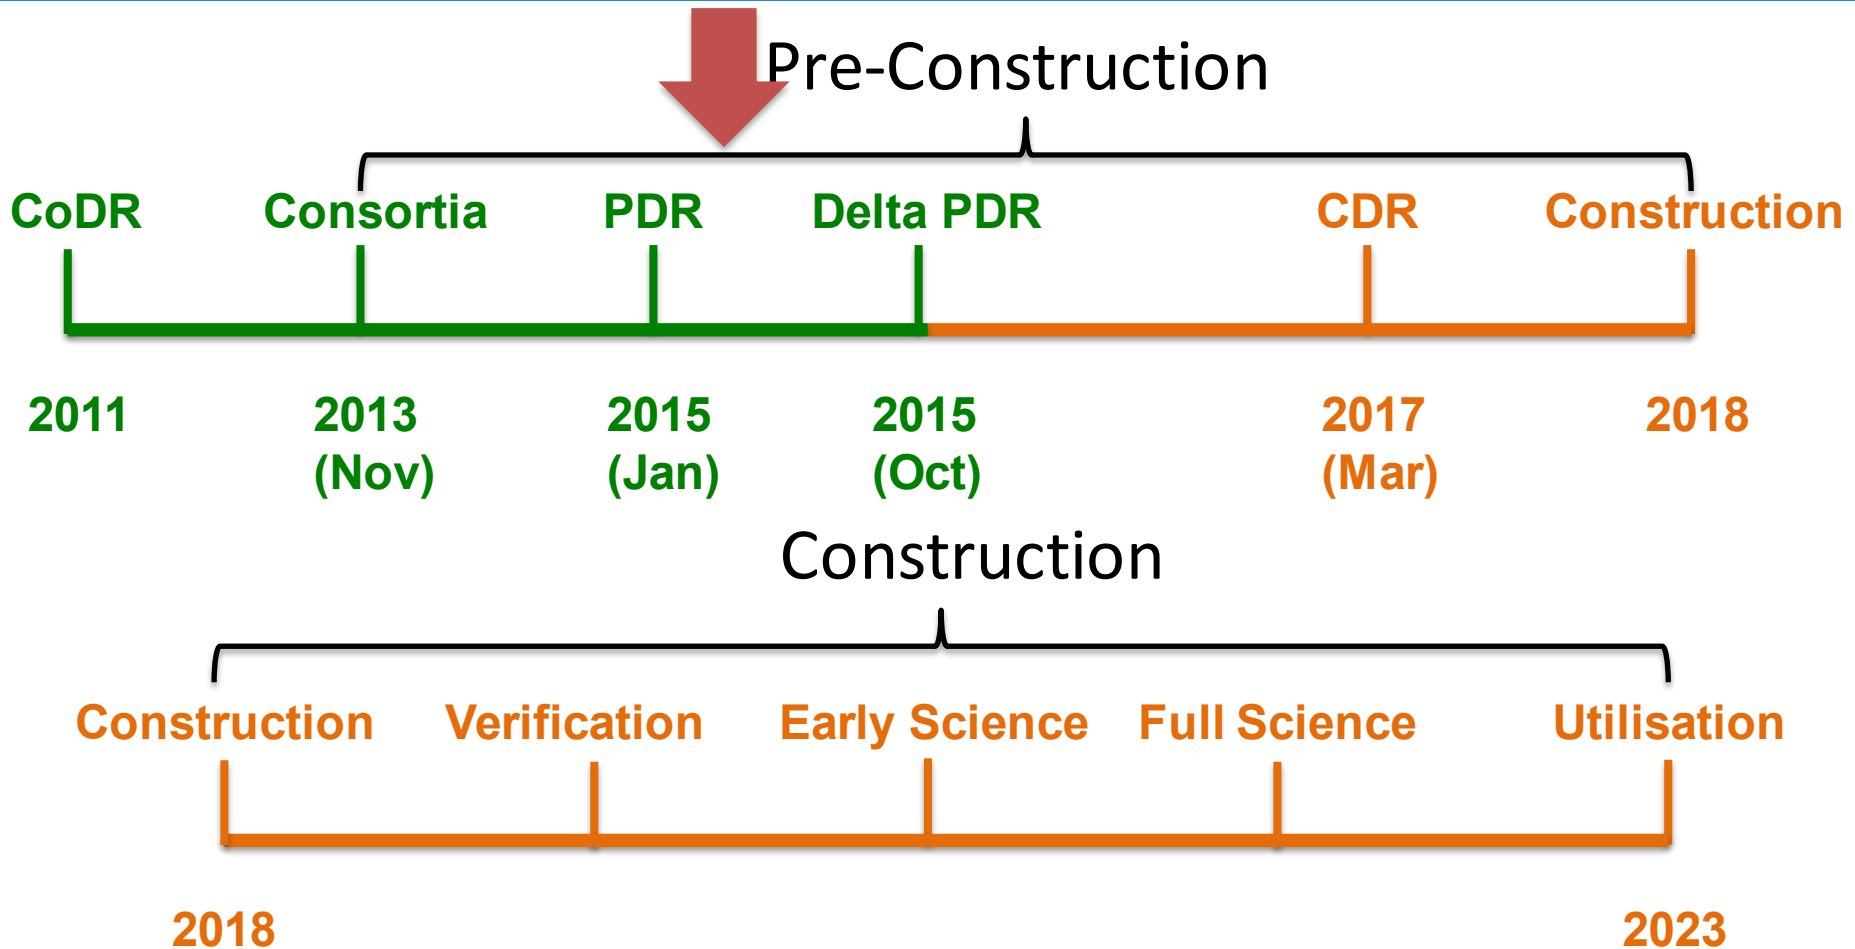 Pre-Construction
CoDR Consortia PDR Delta PDR CDR Construction
2011 2013 2015 2015 2017 2018
(Nov) (Jan) (Oct) (Mar)
Construction
Construction Verification Early Science Full Science Utilisation
2018 2023